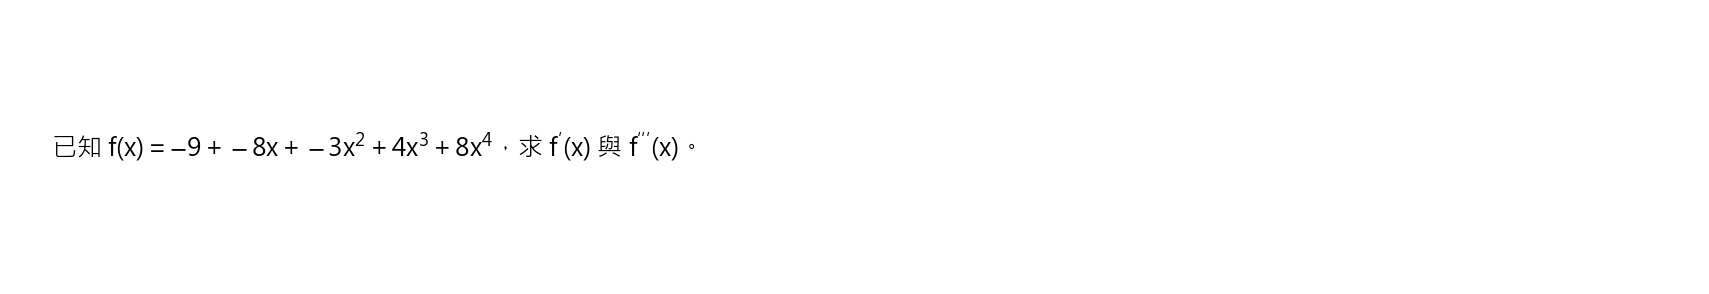 已知 f(x) = −9 + −8x + −3x² + 4x³ + 8x⁴，求 f′(x) 與 f′′′(x)。